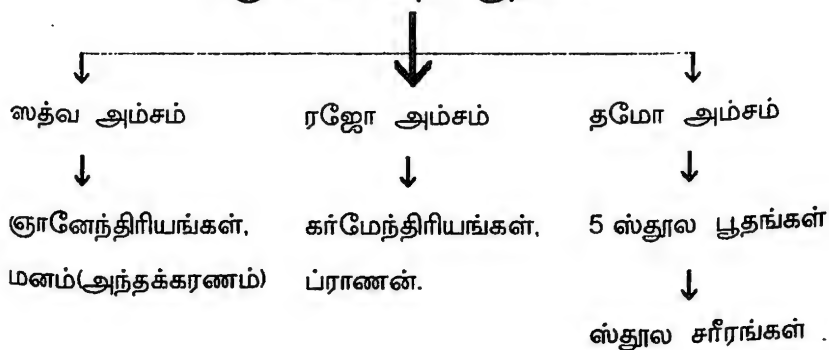 ஸத்வ அம்சம் ரஜோ அம்சம் தமோ அம்சம்
ஞானேந்திரியங்கள், கர்மேந்திரியங்கள், 5 ஸ்தூல பூதங்கள்
மனம்(அந்தக்கரணம்) ப்ராணன்.
ஸ்தூல சரீரங்கள் .